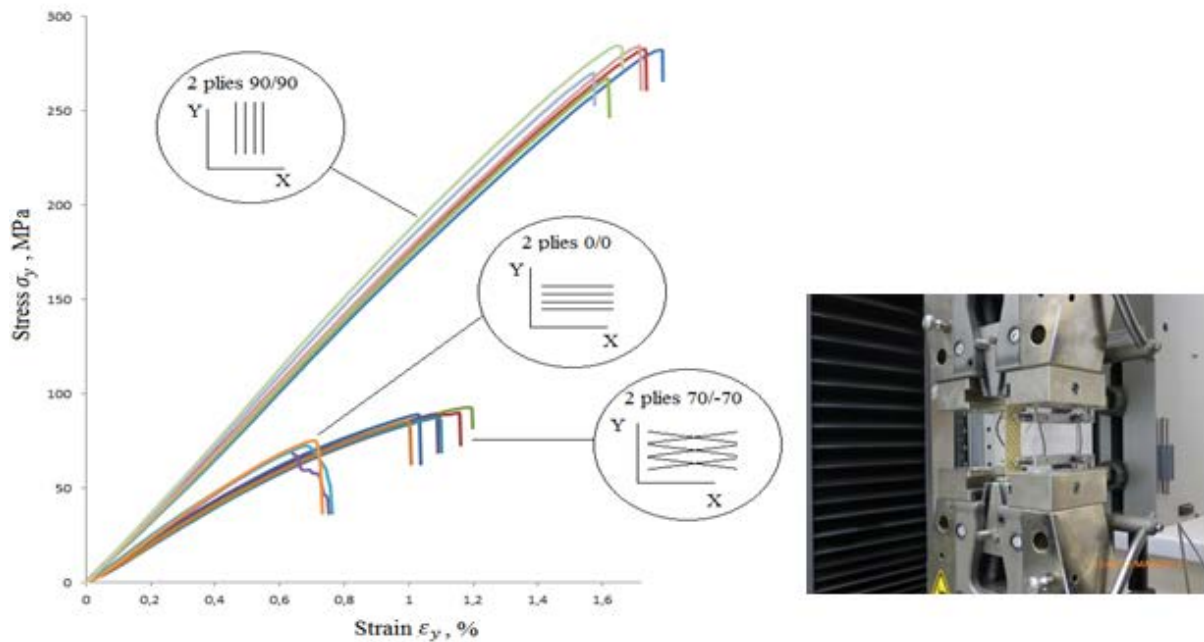 300
250
200
150
100
50
0
Stress σ_y , MPa
2 plies 90/90
Y
X
2 plies 0/0
Y
X
2 plies 70/-70
Y
X
0 0,2 0,4 0,6 0,8 1 1,2 1,4 1,6
Strain ε_y , %